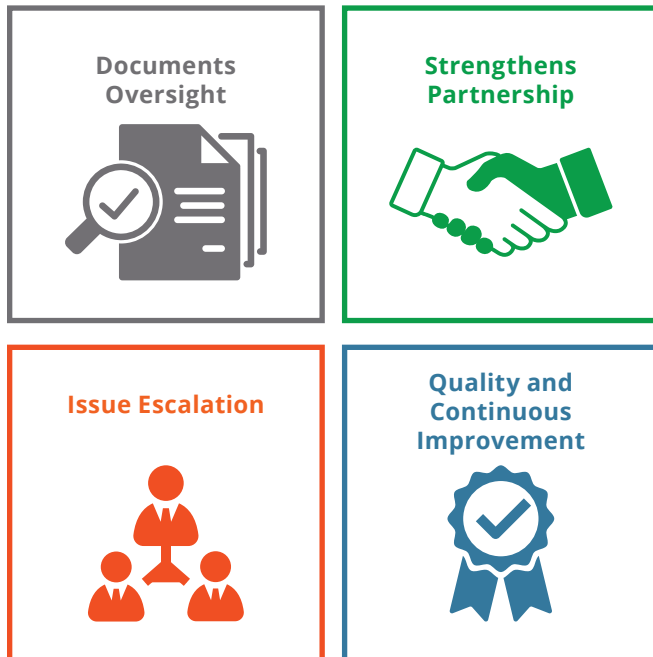 Documents
Oversight
Strengthens
Partnership
Issue Escalation
Quality and
Continuous
Improvement